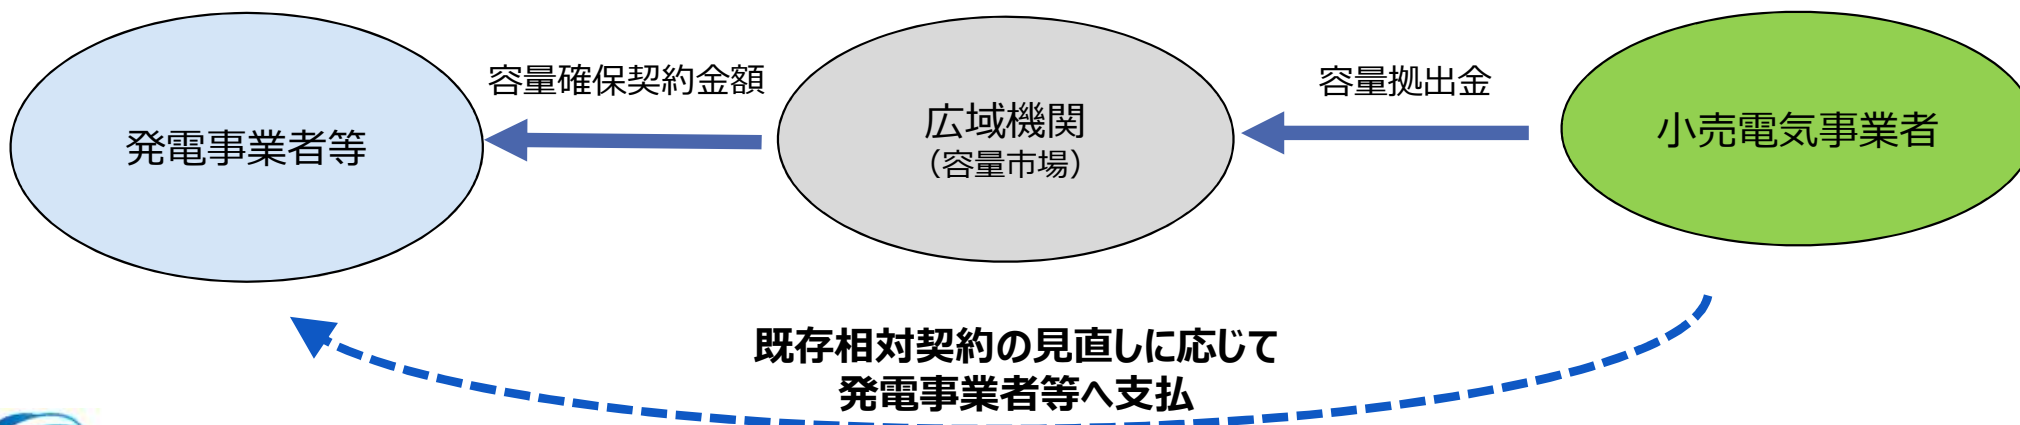 容量確保契約金額
容量拠出金
発電事業者等
広域機関
（容量市場）
小売電気事業者
既存相対契約の見直しに応じて
発電事業者等へ支払